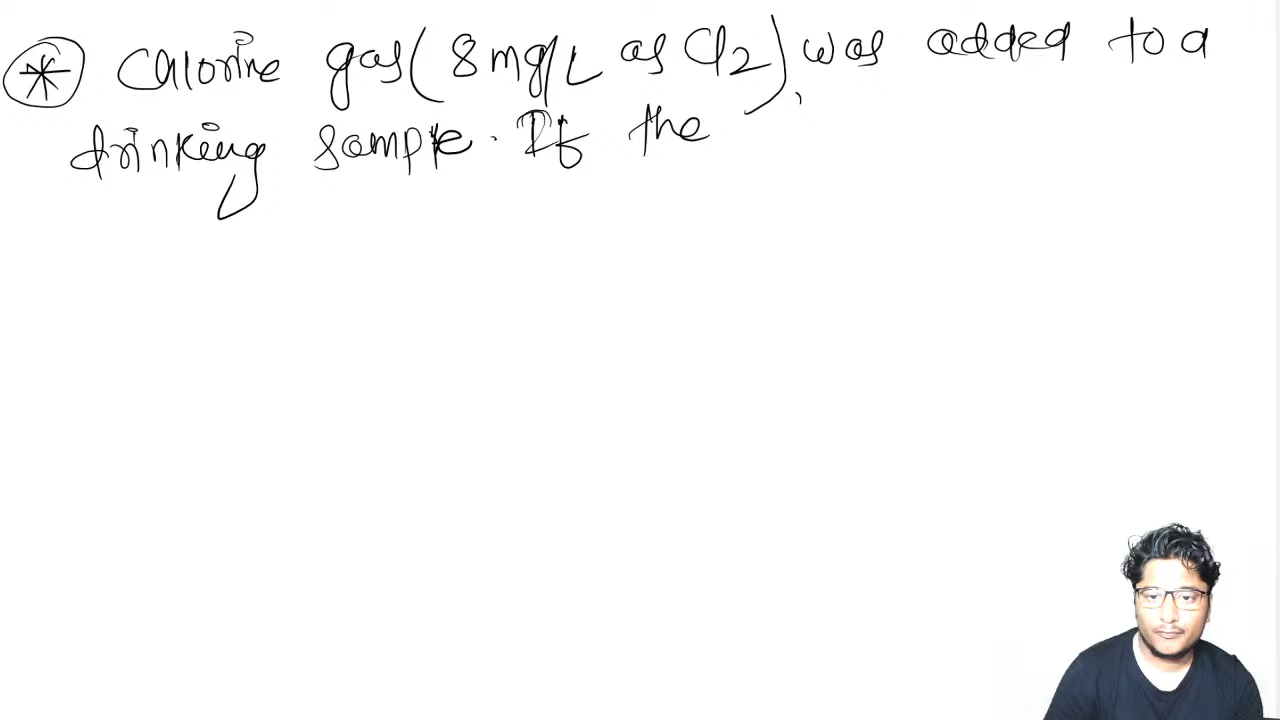 * Chlorine gas (8 mg/L as Cl2), was added to a
drinking sample. If the